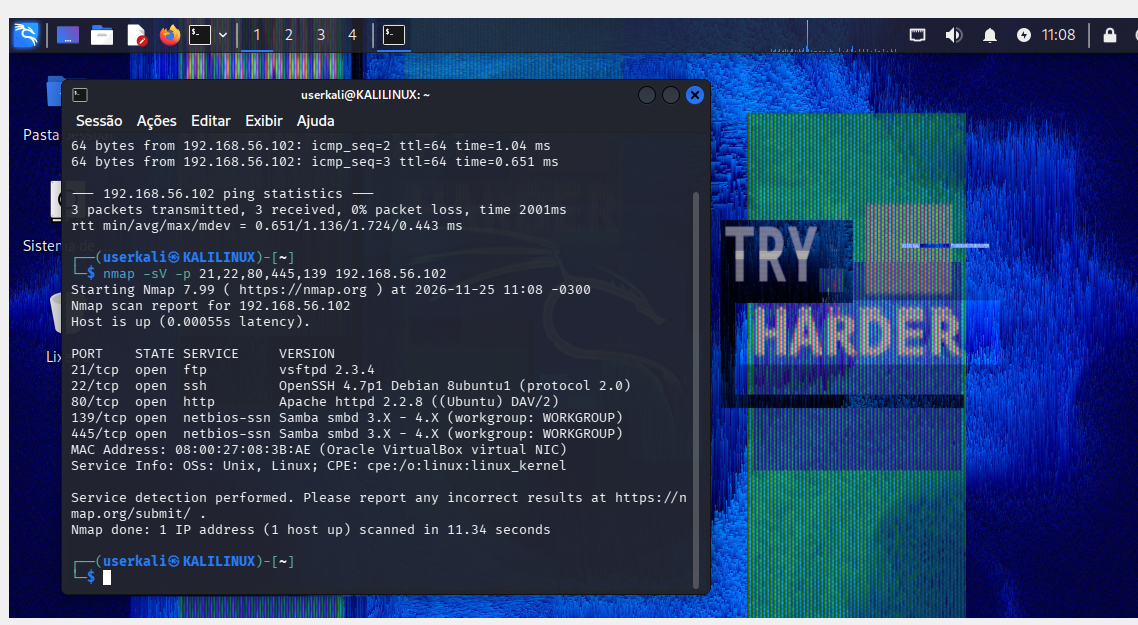 1 2 3 4
11:08
userkali@KALILINUX: ~
Sessão Ações Editar Exibir Ajuda
Pasta
Sistema de
64 bytes from 192.168.56.102: icmp_seq=2 ttl=64 time=1.04 ms
64 bytes from 192.168.56.102: icmp_seq=3 ttl=64 time=0.651 ms
—— 192.168.56.102 ping statistics ——
3 packets transmitted, 3 received, 0% packet loss, time 2001ms
rtt min/avg/max/mdev = 0.651/1.136/1.724/0.443 ms
┌──(userkali㉿KALILINUX)-[~]
└─$ nmap -sV -p 21,22,80,445,139 192.168.56.102
Starting Nmap 7.99 ( https://nmap.org ) at 2026-11-25 11:08 -0300
Nmap scan report for 192.168.56.102
Host is up (0.00055s latency).
PORT    STATE SERVICE     VERSION
21/tcp  open  ftp         vsftpd 2.3.4
22/tcp  open  ssh         OpenSSH 4.7p1 Debian 8ubuntu1 (protocol 2.0)
80/tcp  open  http        Apache httpd 2.2.8 ((Ubuntu) DAV/2)
139/tcp open  netbios-ssn Samba smbd 3.X - 4.X (workgroup: WORKGROUP)
445/tcp open  netbios-ssn Samba smbd 3.X - 4.X (workgroup: WORKGROUP)
MAC Address: 08:00:27:08:3B:AE (Oracle VirtualBox virtual NIC)
Service Info: OSs: Unix, Linux; CPE: cpe:/o:linux:linux_kernel
Service detection performed. Please report any incorrect results at https://n
map.org/submit/ .
Nmap done: 1 IP address (1 host up) scanned in 11.34 seconds
┌──(userkali㉿KALILINUX)-[~]
└─$
TRY
HARDER